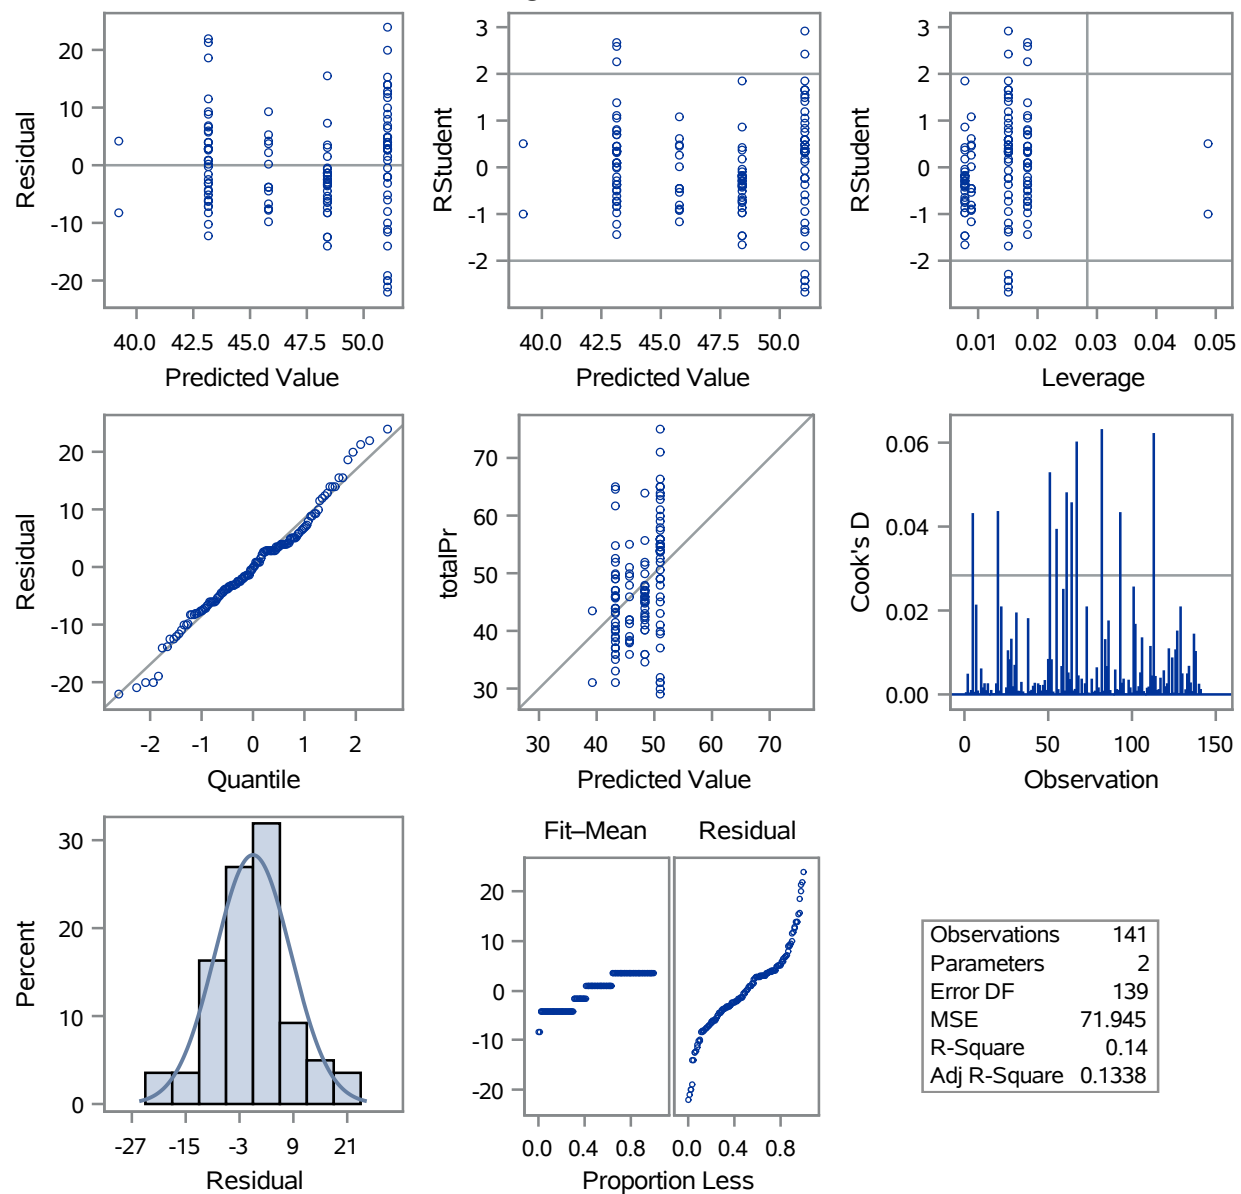 20
10
0
-10
-20
Residual
40.0 42.5 45.0 47.5 50.0
Predicted Value
3
2
1
0
-1
-2
RStudent
40.0 42.5 45.0 47.5 50.0
Predicted Value
3
2
1
0
-1
-2
RStudent
0.01 0.02 0.03 0.04 0.05
Leverage
20
10
0
-10
-20
Residual
-2 -1 0 1 2
Quantile
70
60
50
40
30
totalPr
30 40 50 60 70
Predicted Value
0.06
0.04
0.02
0.00
Cook's D
0 50 100 150
Observation
30
20
10
0
Percent
-27 -15 -3 9 21
Residual
Fit–Mean Residual
20
10
0
-10
-20
0.0 0.4 0.8 0.0 0.4 0.8
Proportion Less
Observations 141
Parameters 2
Error DF 139
MSE 71.945
R-Square 0.14
Adj R-Square 0.1338